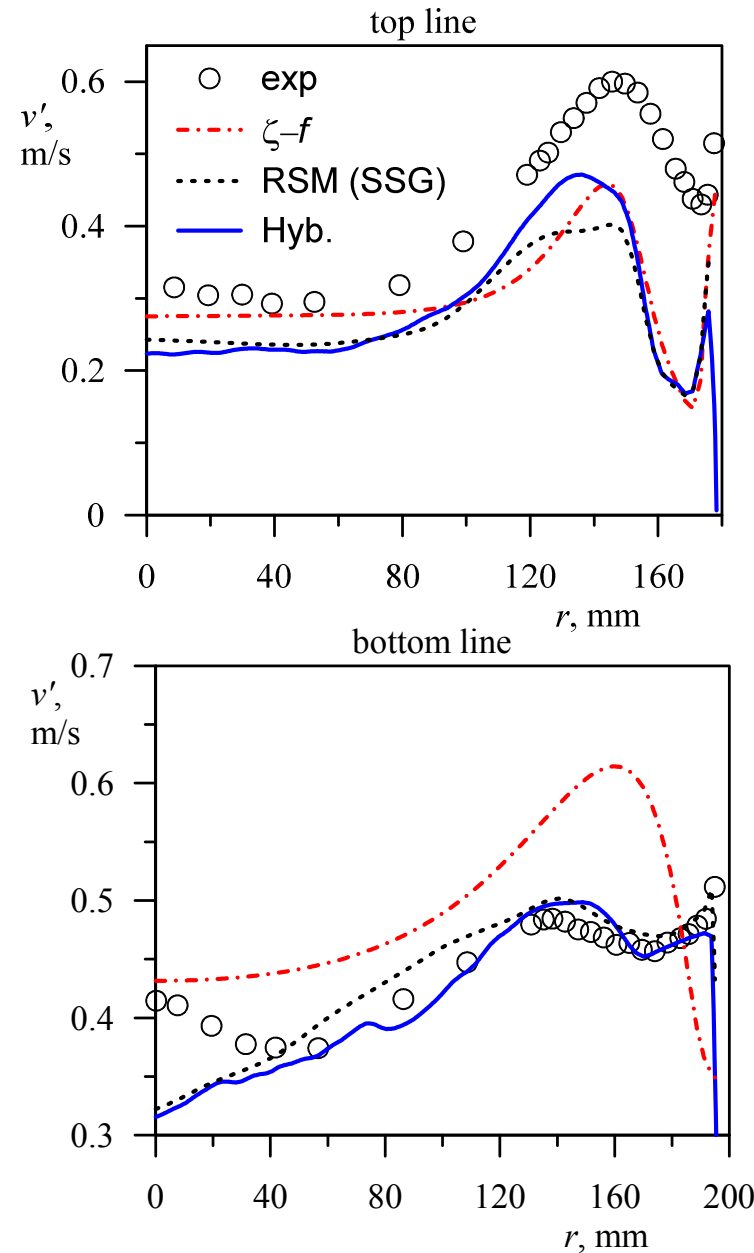 top line
0.6
v′,
m/s
exp
ζ–f
RSM (SSG)
Hyb.
0.4
0.2
0
0 40 80 120 160
r, mm
bottom line
0.7
v′,
m/s
0.6
0.5
0.4
0.3
0 40 80 120 160 200
r, mm